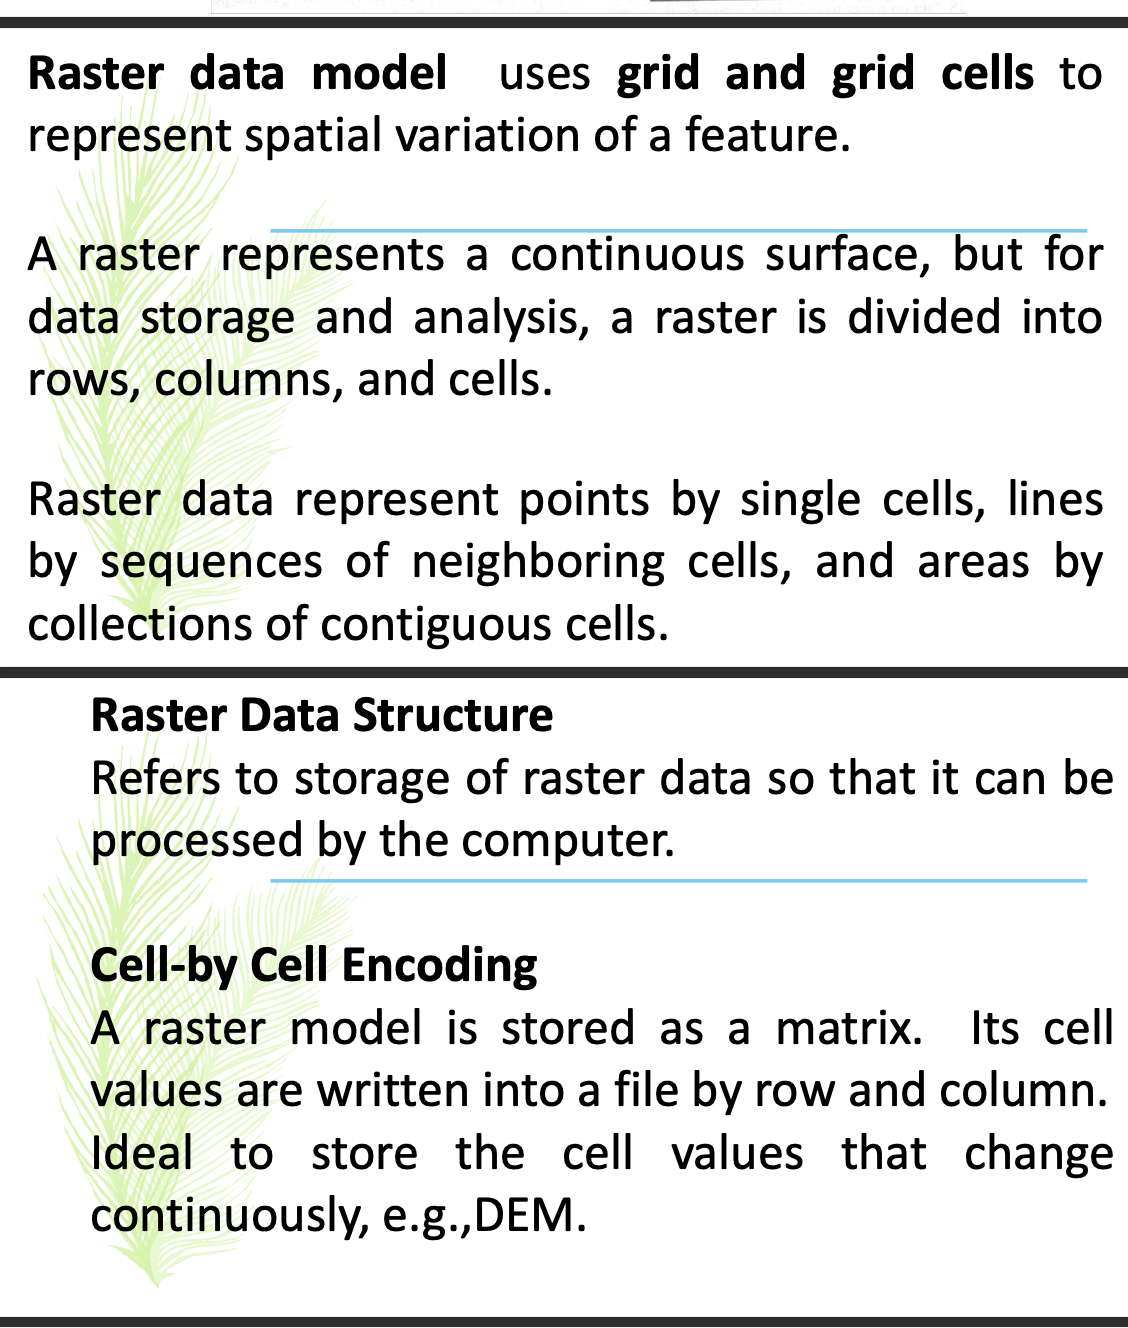 Raster data model uses grid and grid cells to
represent spatial variation of a feature.
A raster represents a continuous surface, but for
data storage and analysis, a raster is divided into
rows, columns, and cells.
Raster data represent points by single cells, lines
by sequences of neighboring cells, and areas by
collections of contiguous cells.
Raster Data Structure
Refers to storage of raster data so that it can be
processed by the computer.
Cell-by Cell Encoding
A raster model is stored as a matrix. Its cell
values are written into a file by row and column.
Ideal to store the cell values that change
continuously, e.g.,DEM.